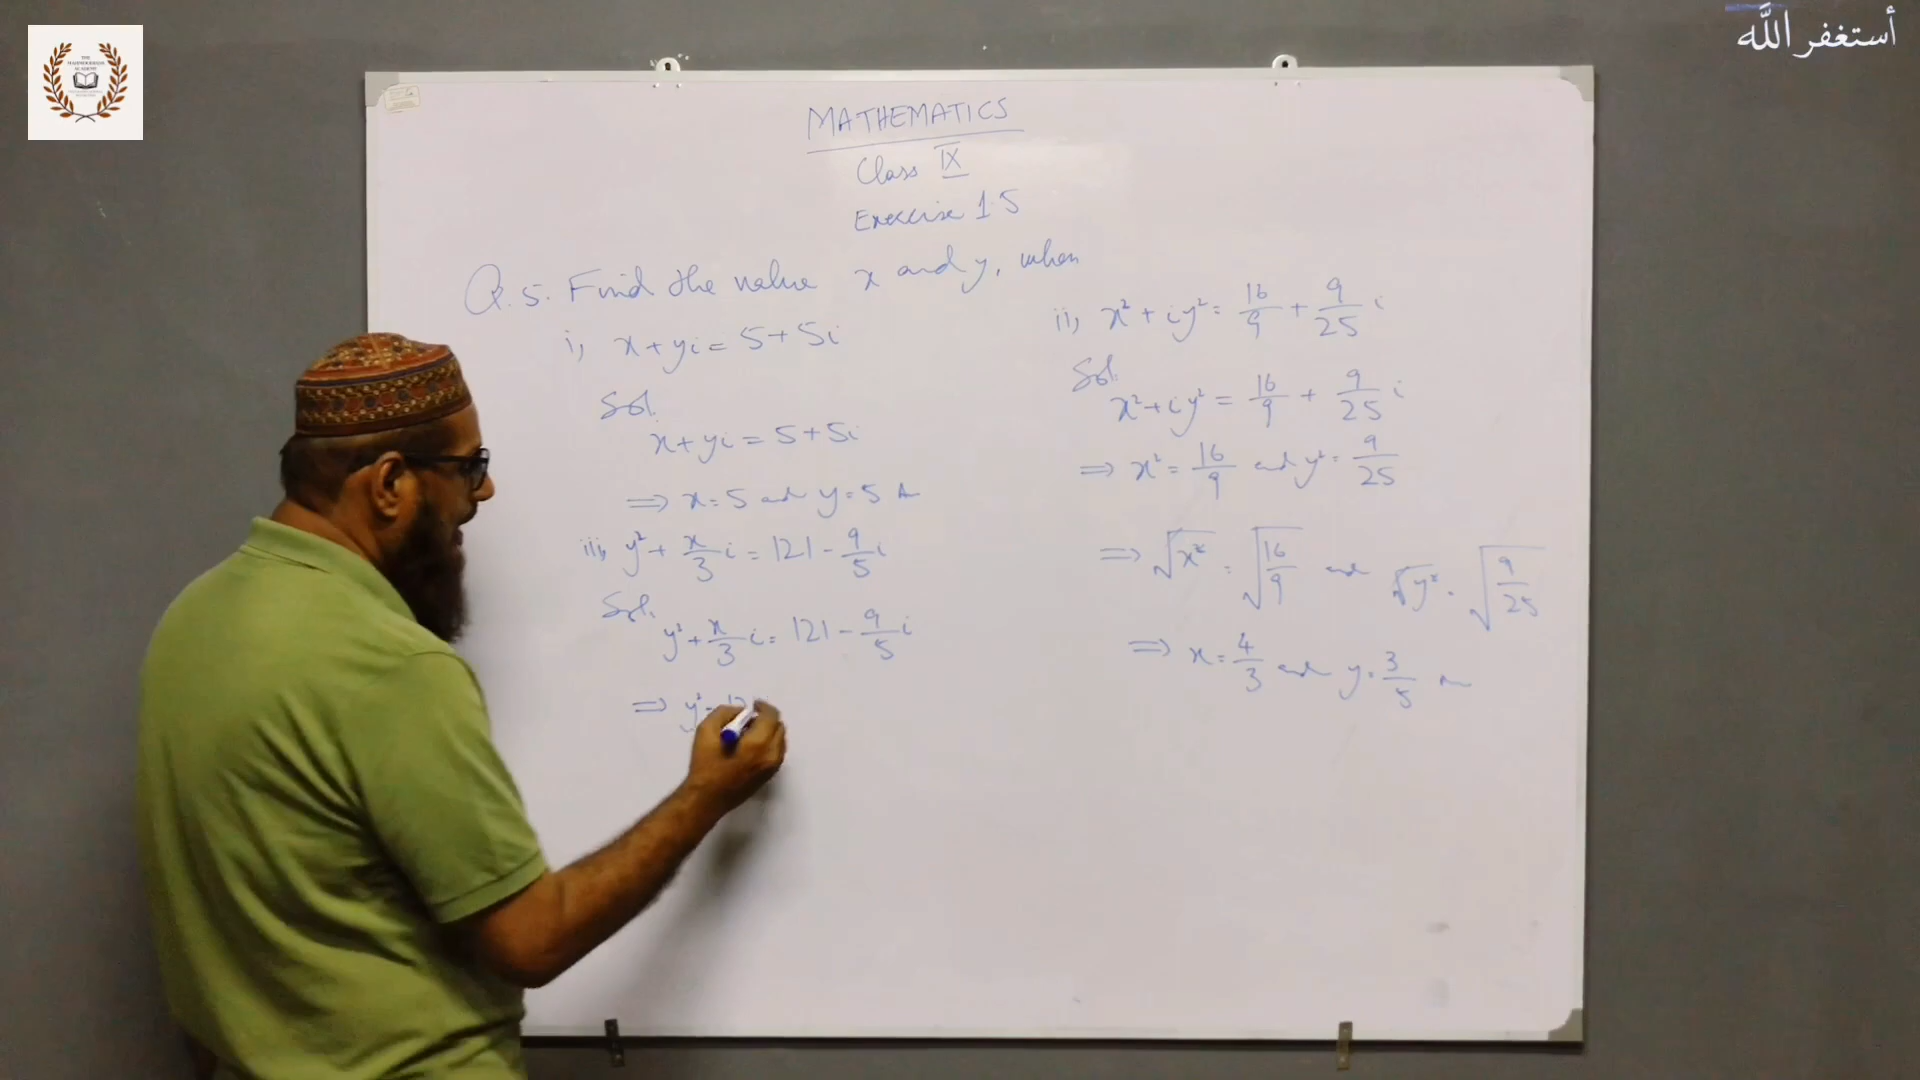 أستغفر الله
MATHEMATICS
Class IX
Exercise 1.5
Q.5. Find the value x and y, when
i, x+yi = 5+5i
Sol.
x+yi = 5+5i
⇒ x=5 and y=5
ii, x² + iy² = 16/9 + 9/25 i
Sol.
x²+iy² = 16/9 + 9/25 i
⇒ x² = 16/9 and y² = 9/25
⇒ √x² = √16/9 and √y² = √9/25
⇒ x = 4/3 and y = 3/5
iii, y² + x/3 i = 121 - 9/5 i
Sol.
y² + x/3 i = 121 - 9/5 i
⇒ y² = 12